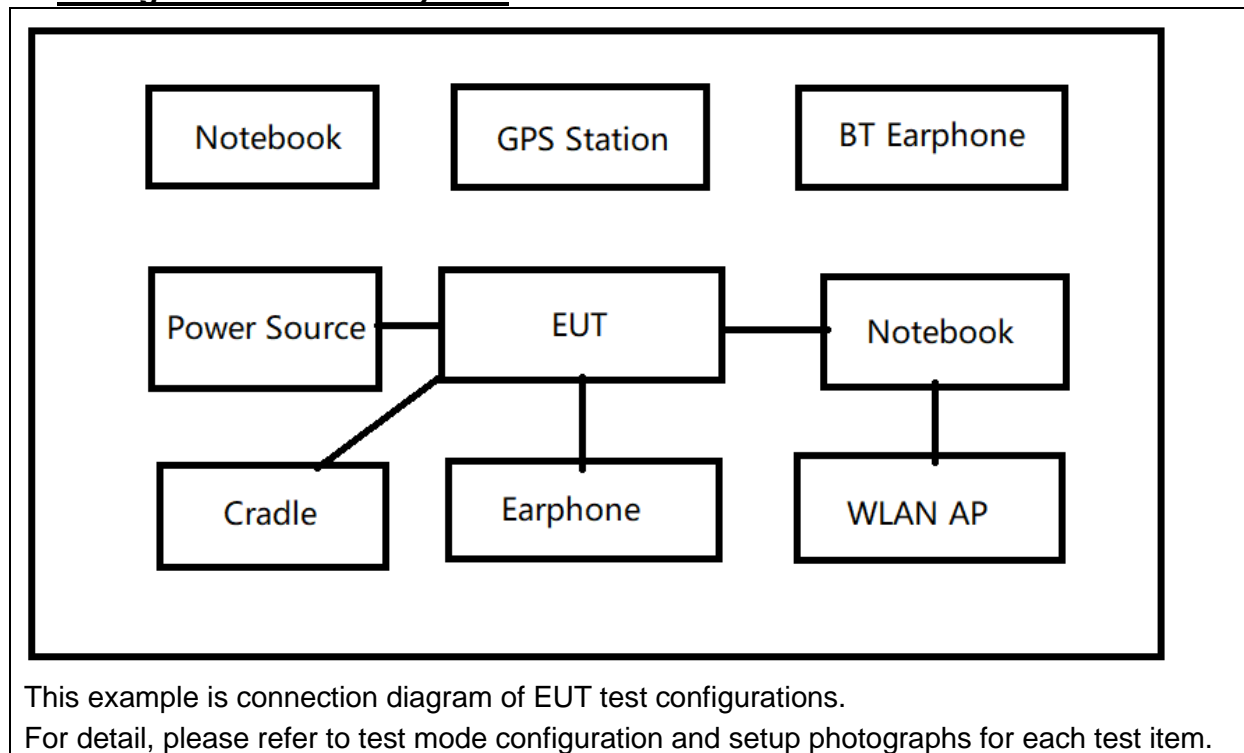 Notebook
GPS Station
BT Earphone
Power Source
EUT
Notebook
Cradle
Earphone
WLAN AP
This example is connection diagram of EUT test configurations.
For detail, please refer to test mode configuration and setup photographs for each test item.